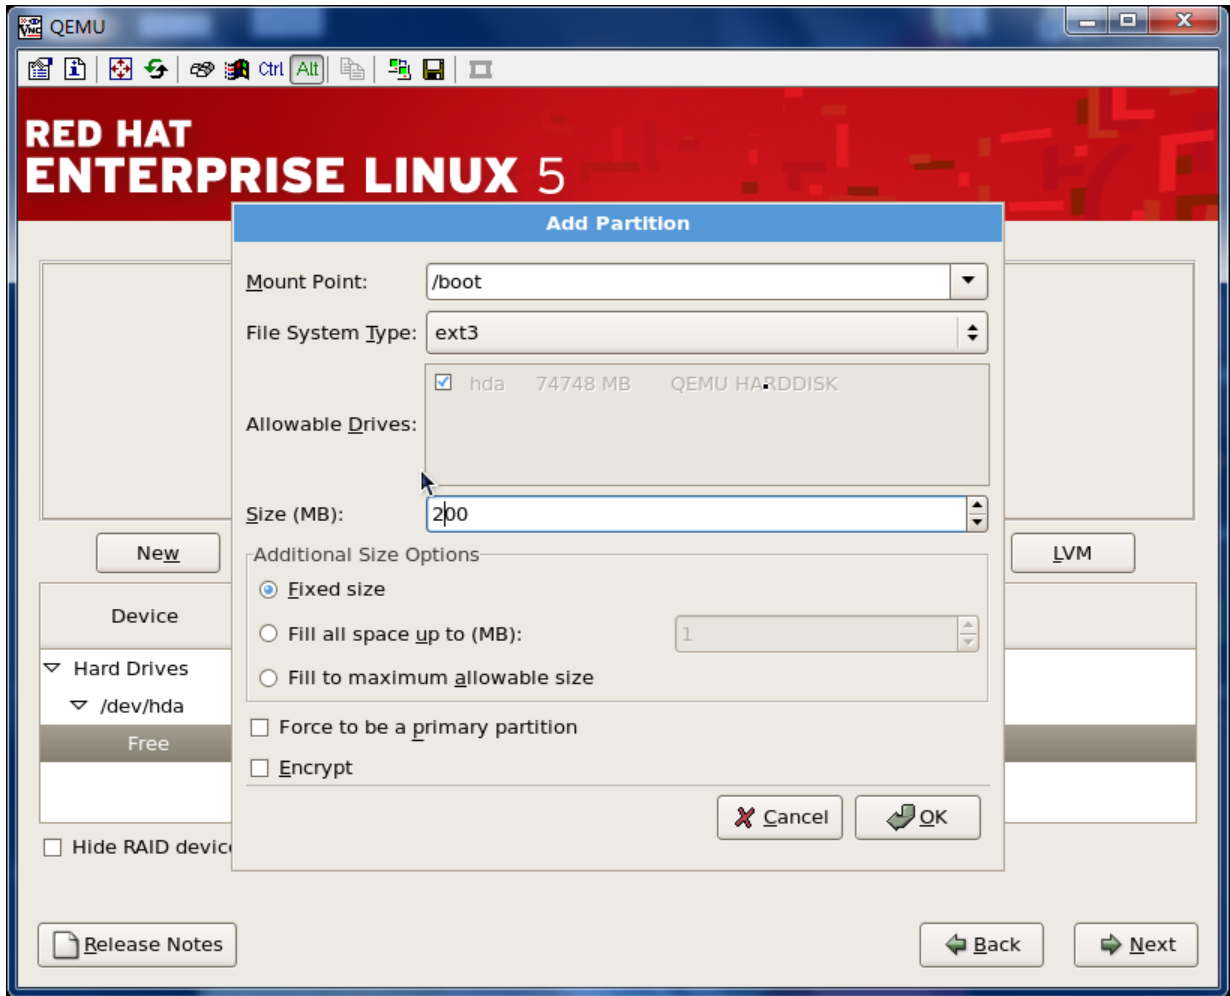 QEMU
Ctrl Alt
RED HAT
ENTERPRISE LINUX 5
Add Partition
Mount Point: /boot
File System Type: ext3
Allowable Drives:
hda 74748 MB QEMU HARDDISK
Size (MB): 200
New
LVM
Additional Size Options
Fixed size
Fill all space up to (MB): 1
Fill to maximum allowable size
Force to be a primary partition
Encrypt
Cancel OK
Device
Hard Drives
/dev/hda
Free
Hide RAID devic
Release Notes
Back Next